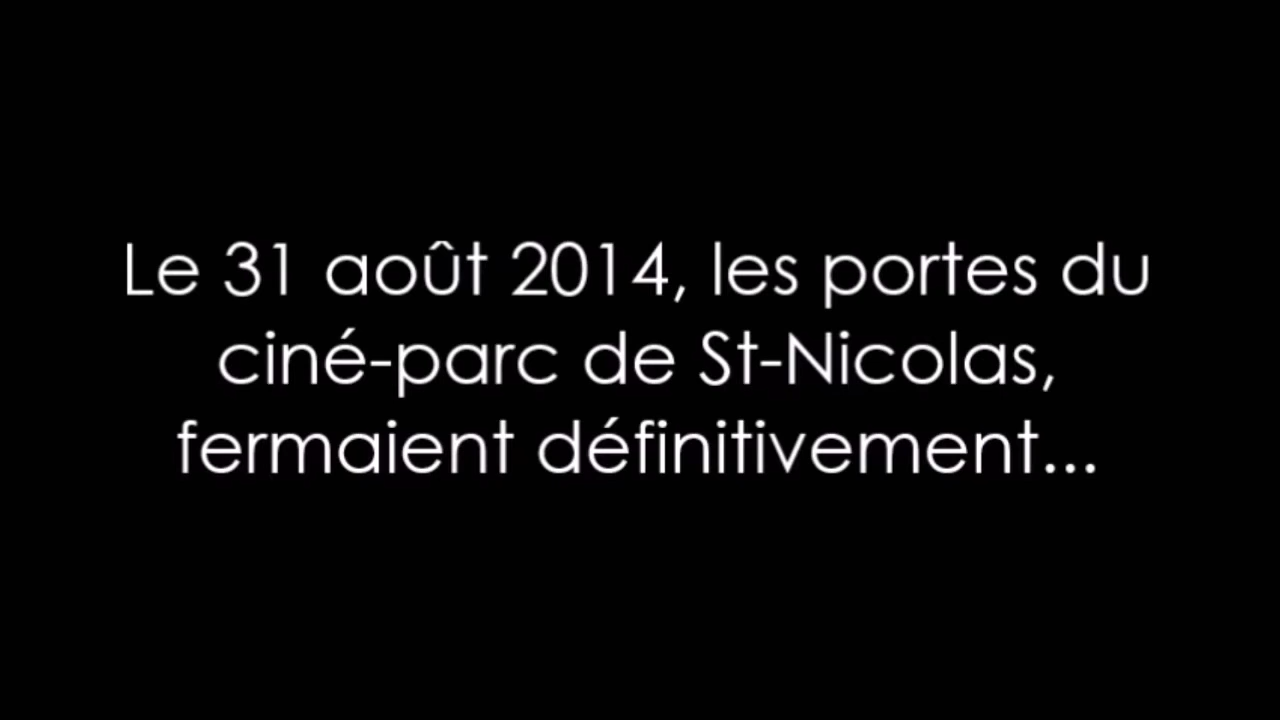 Le 31 août 2014, les portes du
ciné-parc de St-Nicolas,
fermaient définitivement...